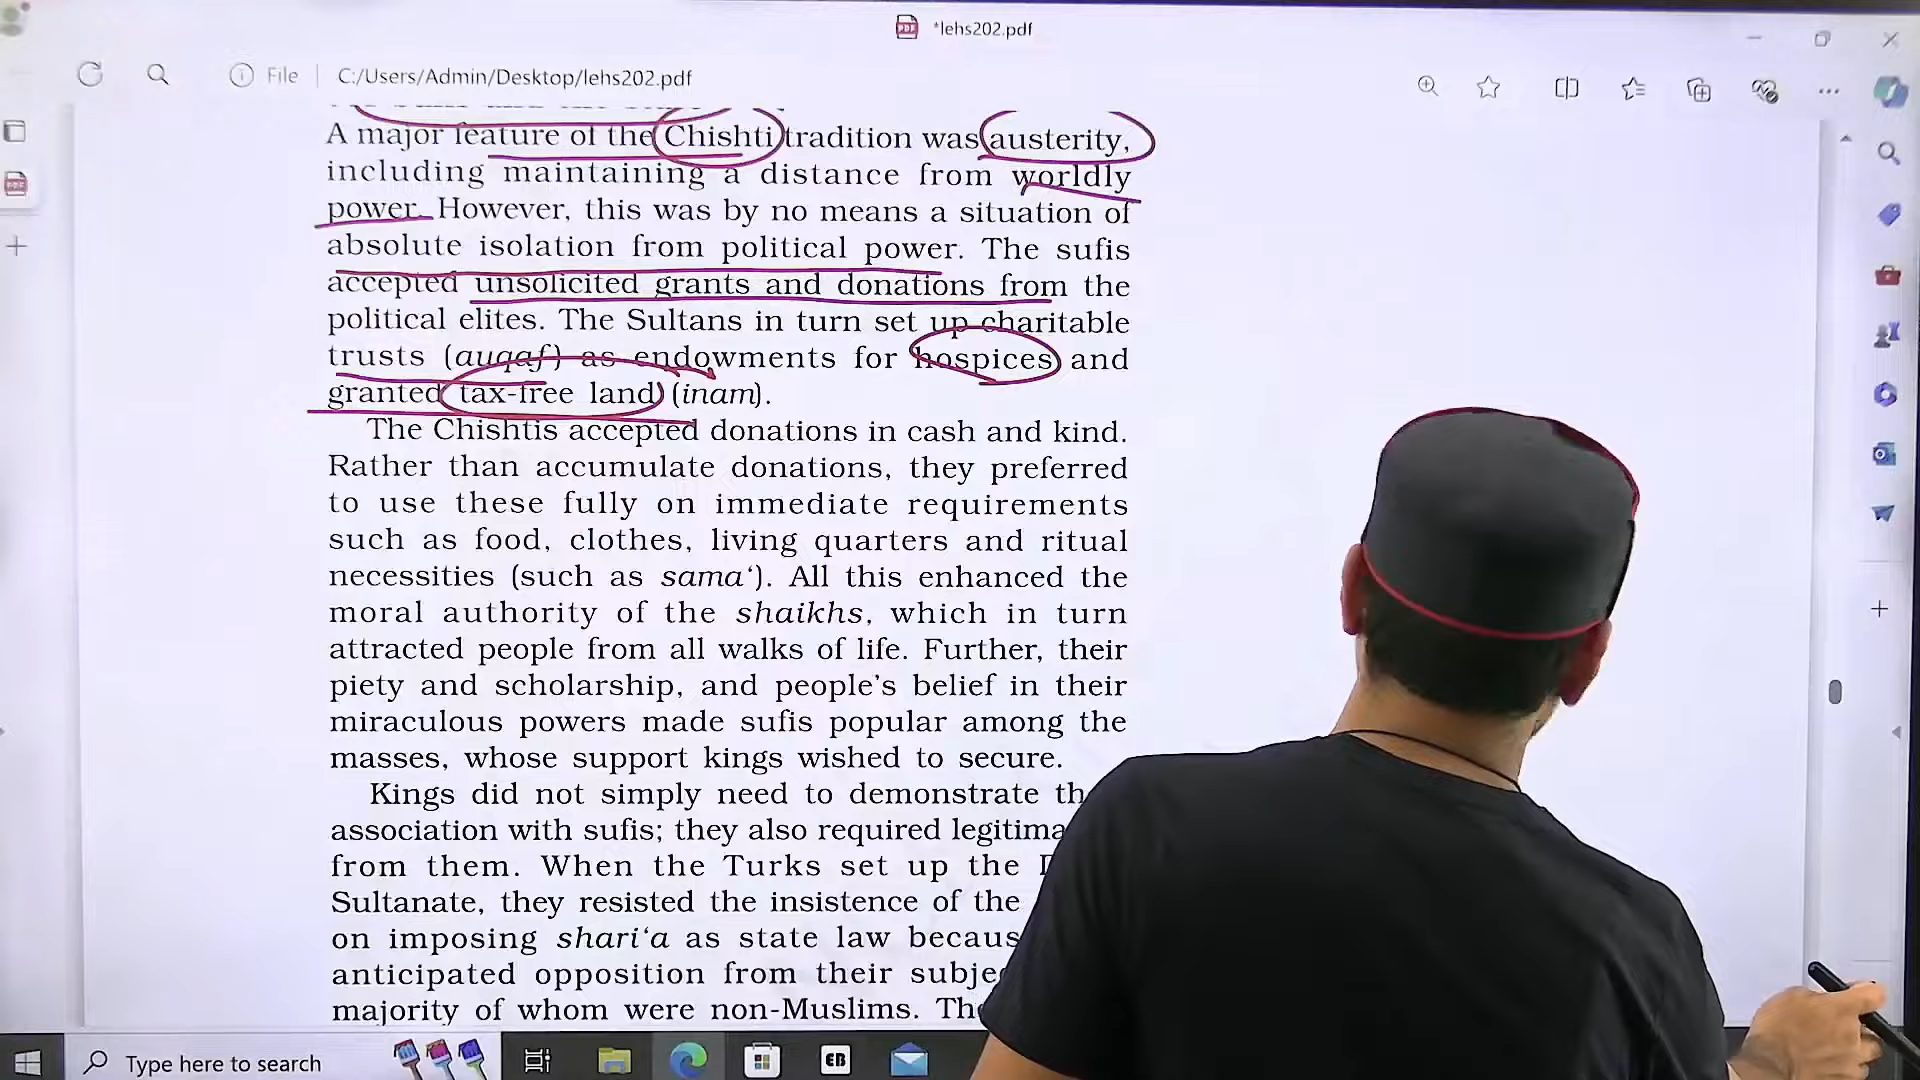 *lehs202.pdf
File
C:/Users/Admin/Desktop/lehs202.pdf
A major feature of the Chishti tradition was austerity,
including maintaining a distance from worldly
power. However, this was by no means a situation of
absolute isolation from political power. The sufis
accepted unsolicited grants and donations from the
political elites. The Sultans in turn set up charitable
trusts (auqaf) as endowments for hospices and
granted tax-free land (inam).
The Chishtis accepted donations in cash and kind.
Rather than accumulate donations, they preferred
to use these fully on immediate requirements
such as food, clothes, living quarters and ritual
necessities (such as sama‘). All this enhanced the
moral authority of the shaikhs, which in turn
attracted people from all walks of life. Further, their
piety and scholarship, and people’s belief in their
miraculous powers made sufis popular among the
masses, whose support kings wished to secure.
Kings did not simply need to demonstrate
association with sufis; they also required
from them. When the Turks set up the
Sultanate, they resisted the insistence of the
on imposing shari‘a as state law
anticipated opposition from their
majority of whom were non-Muslims.
Type here to search
EB